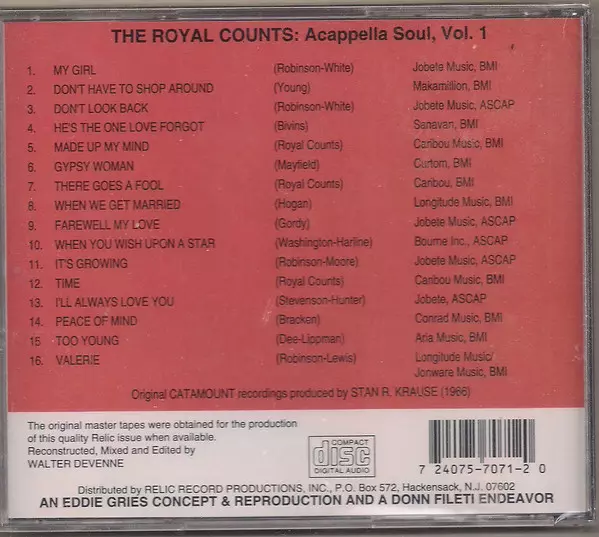 THE ROYAL COUNTS: Acappella Soul, Vol. 1
1. MY GIRL (Robinson-White) Jobete Music, BMI
2. DON'T HAVE TO SHOP AROUND (Young) Makamillion, BMI
3. DON'T LOOK BACK (Robinson-White) Jobete Music, ASCAP
4. HE'S THE ONE LOVE FORGOT (Bivins) Sanavan, BMI
5. MADE UP MY MIND (Royal Counts) Caribou Music, BMI
6. GYPSY WOMAN (Mayfield) Curtom, BMI
7. THERE GOES A FOOL (Royal Counts) Caribou, BMI
8. WHEN WE GET MARRIED (Hogan) Longitude Music, BMI
9. FAREWELL MY LOVE (Gordy) Jobete Music, ASCAP
10. WHEN YOU WISH UPON A STAR (Washington-Harline) Bourne Inc., ASCAP
11. IT'S GROWING (Robinson-Moore) Jobete Music, ASCAP
12. TIME (Royal Counts) Caribou Music, BMI
13. I'LL ALWAYS LOVE YOU (Stevenson-Hunter) Jobete, ASCAP
14. PEACE OF MIND (Bracken) Conrad Music, BMI
15 TOO YOUNG (Dee-Lippman) Aria Music, BMI
16. VALERIE (Robinson-Lewis) Longitude Music/
Jonware Music, BMI
Original CATAMOUNT recordings produced by STAN R. KRAUSE (1966)
The original master tapes were obtained for the production
of this quality Relic issue when available.
Reconstructed, Mixed and Edited by
WALTER DEVENNE
COMPACT
disc
DIGITAL AUDIO
7 24075-7071-2 0
Distributed by RELIC RECORD PRODUCTIONS, INC., P.O. Box 572, Hackensack, N.J. 07602
AN EDDIE GRIES CONCEPT & REPRODUCTION AND A DONN FILETI ENDEAVOR